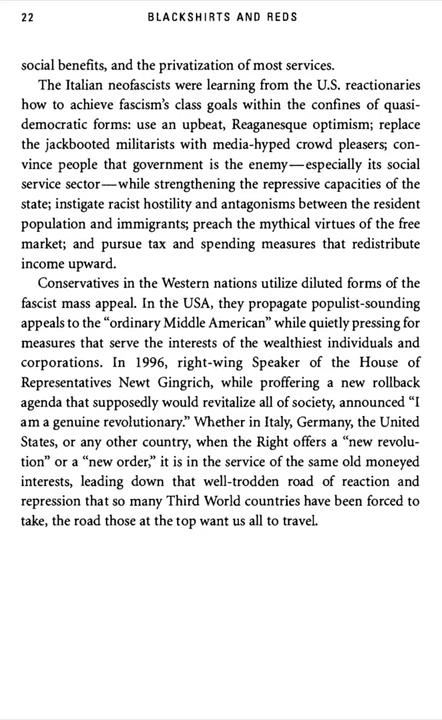 22 BLACKSHIRTS AND REDS
social benefits, and the privatization of most services.
The Italian neofascists were learning from the U.S. reactionaries
how to achieve fascism's class goals within the confines of quasi-
democratic forms: use an upbeat, Reaganesque optimism; replace
the jackbooted militarists with media-hyped crowd pleasers; con-
vince people that government is the enemy—especially its social
service sector—while strengthening the repressive capacities of the
state; instigate racist hostility and antagonisms between the resident
population and immigrants; preach the mythical virtues of the free
market; and pursue tax and spending measures that redistribute
income upward.
Conservatives in the Western nations utilize diluted forms of the
fascist mass appeal. In the USA, they propagate populist-sounding
appeals to the “ordinary Middle American” while quietly pressing for
measures that serve the interests of the wealthiest individuals and
corporations. In 1996, right-wing Speaker of the House of
Representatives Newt Gingrich, while proffering a new rollback
agenda that supposedly would revitalize all of society, announced “I
am a genuine revolutionary.” Whether in Italy, Germany, the United
States, or any other country, when the Right offers a “new revolu-
tion” or a “new order,” it is in the service of the same old moneyed
interests, leading down that well-trodden road of reaction and
repression that so many Third World countries have been forced to
take, the road those at the top want us all to travel.